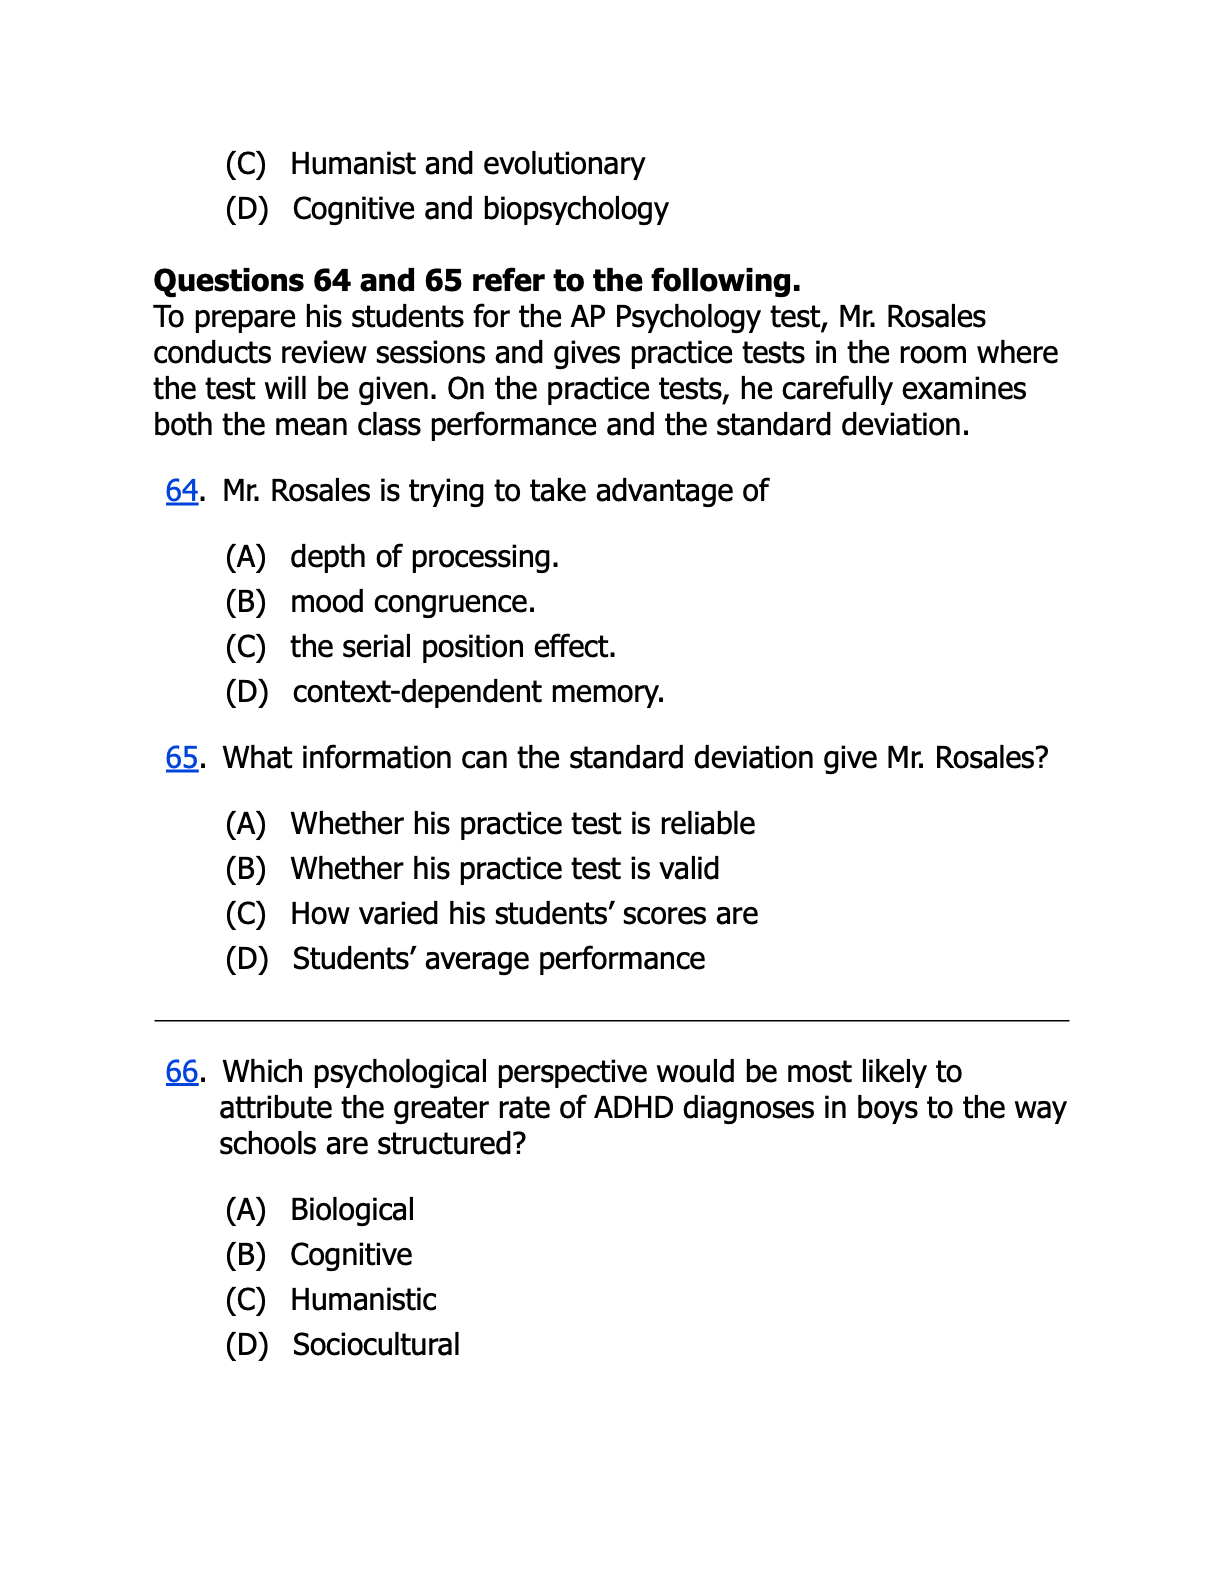 (C) Humanist and evolutionary
(D) Cognitive and biopsychology
Questions 64 and 65 refer to the following.
To prepare his students for the AP Psychology test, Mr. Rosales
conducts review sessions and gives practice tests in the room where
the test will be given. On the practice tests, he carefully examines
both the mean class performance and the standard deviation.
64. Mr. Rosales is trying to take advantage of
(A) depth of processing.
(B) mood congruence.
(C) the serial position effect.
(D) context-dependent memory.
65. What information can the standard deviation give Mr. Rosales?
(A) Whether his practice test is reliable
(B) Whether his practice test is valid
(C) How varied his students’ scores are
(D) Students’ average performance
66. Which psychological perspective would be most likely to
attribute the greater rate of ADHD diagnoses in boys to the way
schools are structured?
(A) Biological
(B) Cognitive
(C) Humanistic
(D) Sociocultural